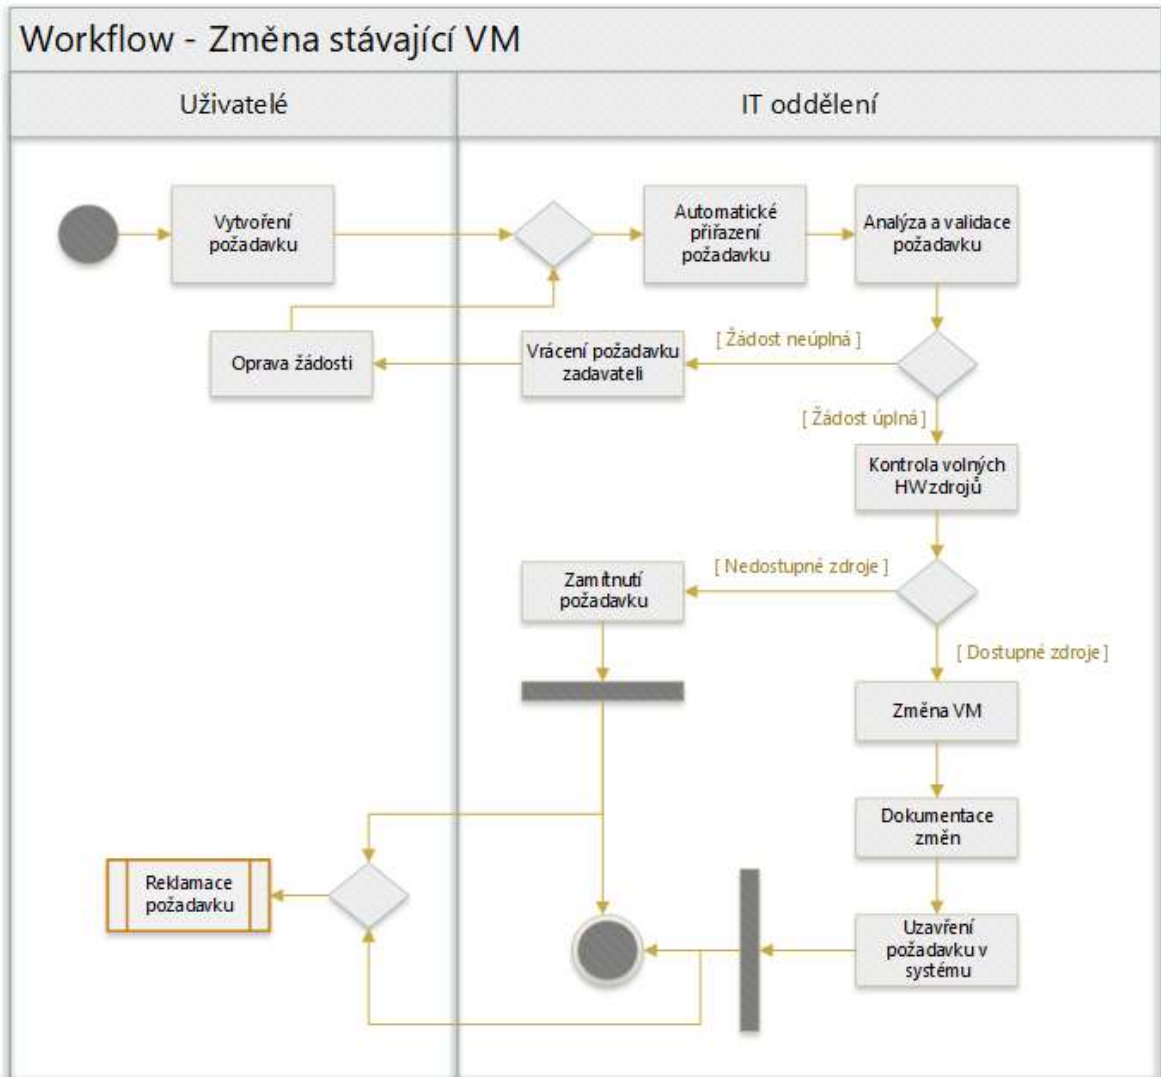 Workflow - Změna stávající VM
Uživatelé
IT oddělení
Vytvoření
požadavku
Automatické
přiřazení
požadavku
Analýza a validace
požadavku
Oprava žádosti
Vrácení požadavku
zadavateli
[ Žádost neúplná ]
[ Žádost úplná ]
Kontrola volných
HW zdrojů
Zamítnutí
požadavku
[ Nedostupné zdroje ]
[ Dostupné zdroje ]
Změna VM
Dokumentace
změn
Reklamace
požadavku
Uzavření
požadavku v
systému